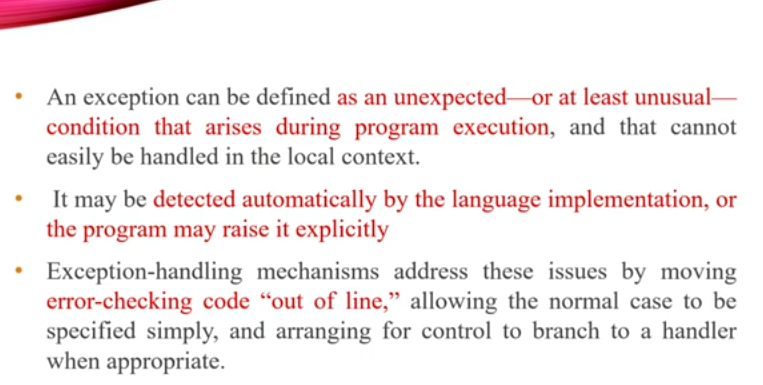 • An exception can be defined as an unexpected—or at least unusual—
condition that arises during program execution, and that cannot
easily be handled in the local context.
• It may be detected automatically by the language implementation, or
the program may raise it explicitly
• Exception-handling mechanisms address these issues by moving
error-checking code “out of line,” allowing the normal case to be
specified simply, and arranging for control to branch to a handler
when appropriate.